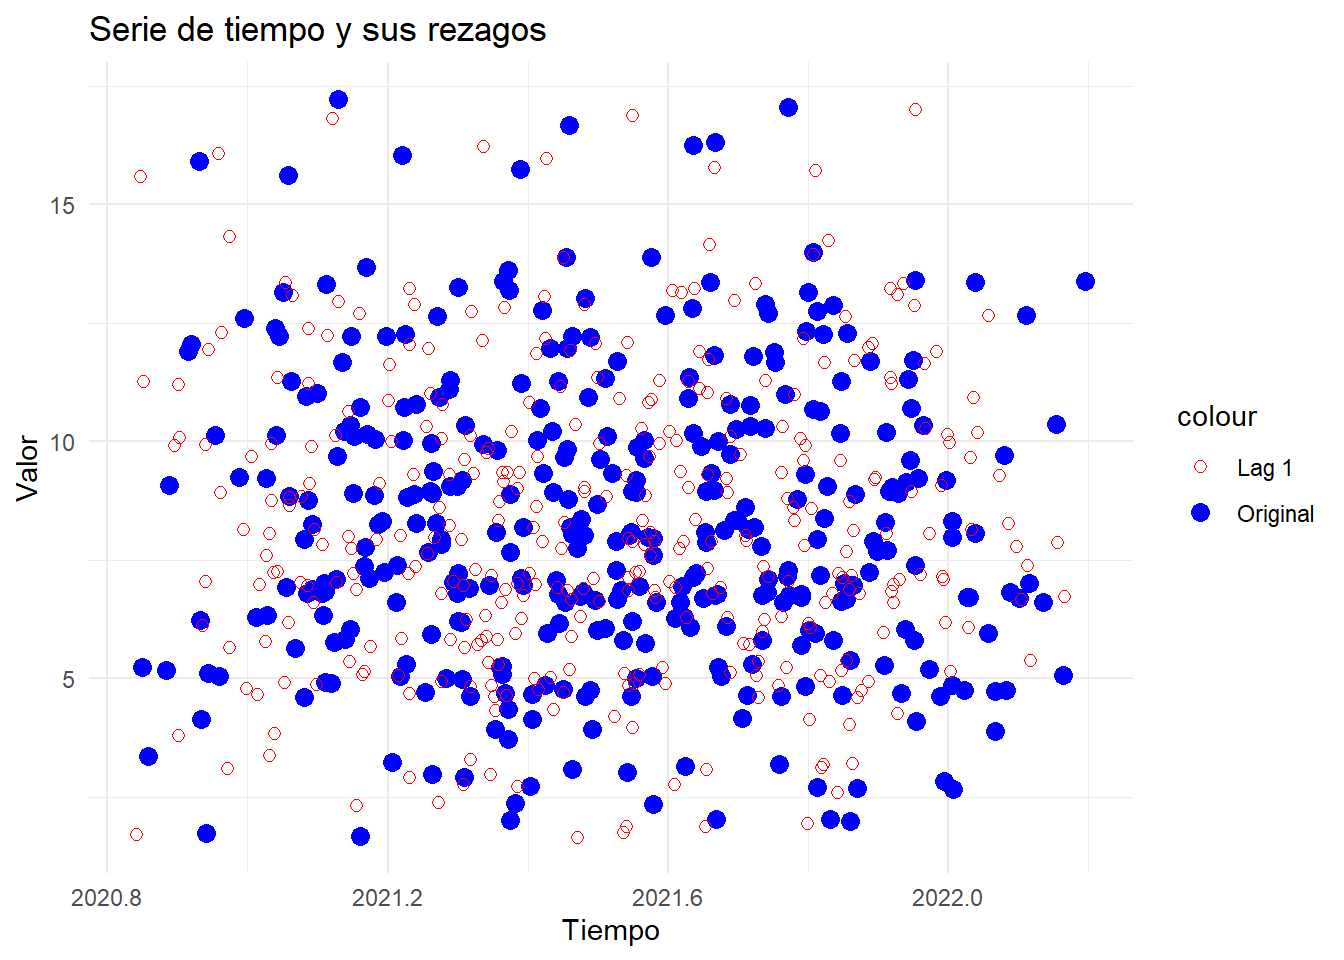 Serie de tiempo y sus rezagos
Valor
15
10
5
2020.8
2021.2
2021.6
2022.0
Tiempo
colour
Lag 1
Original